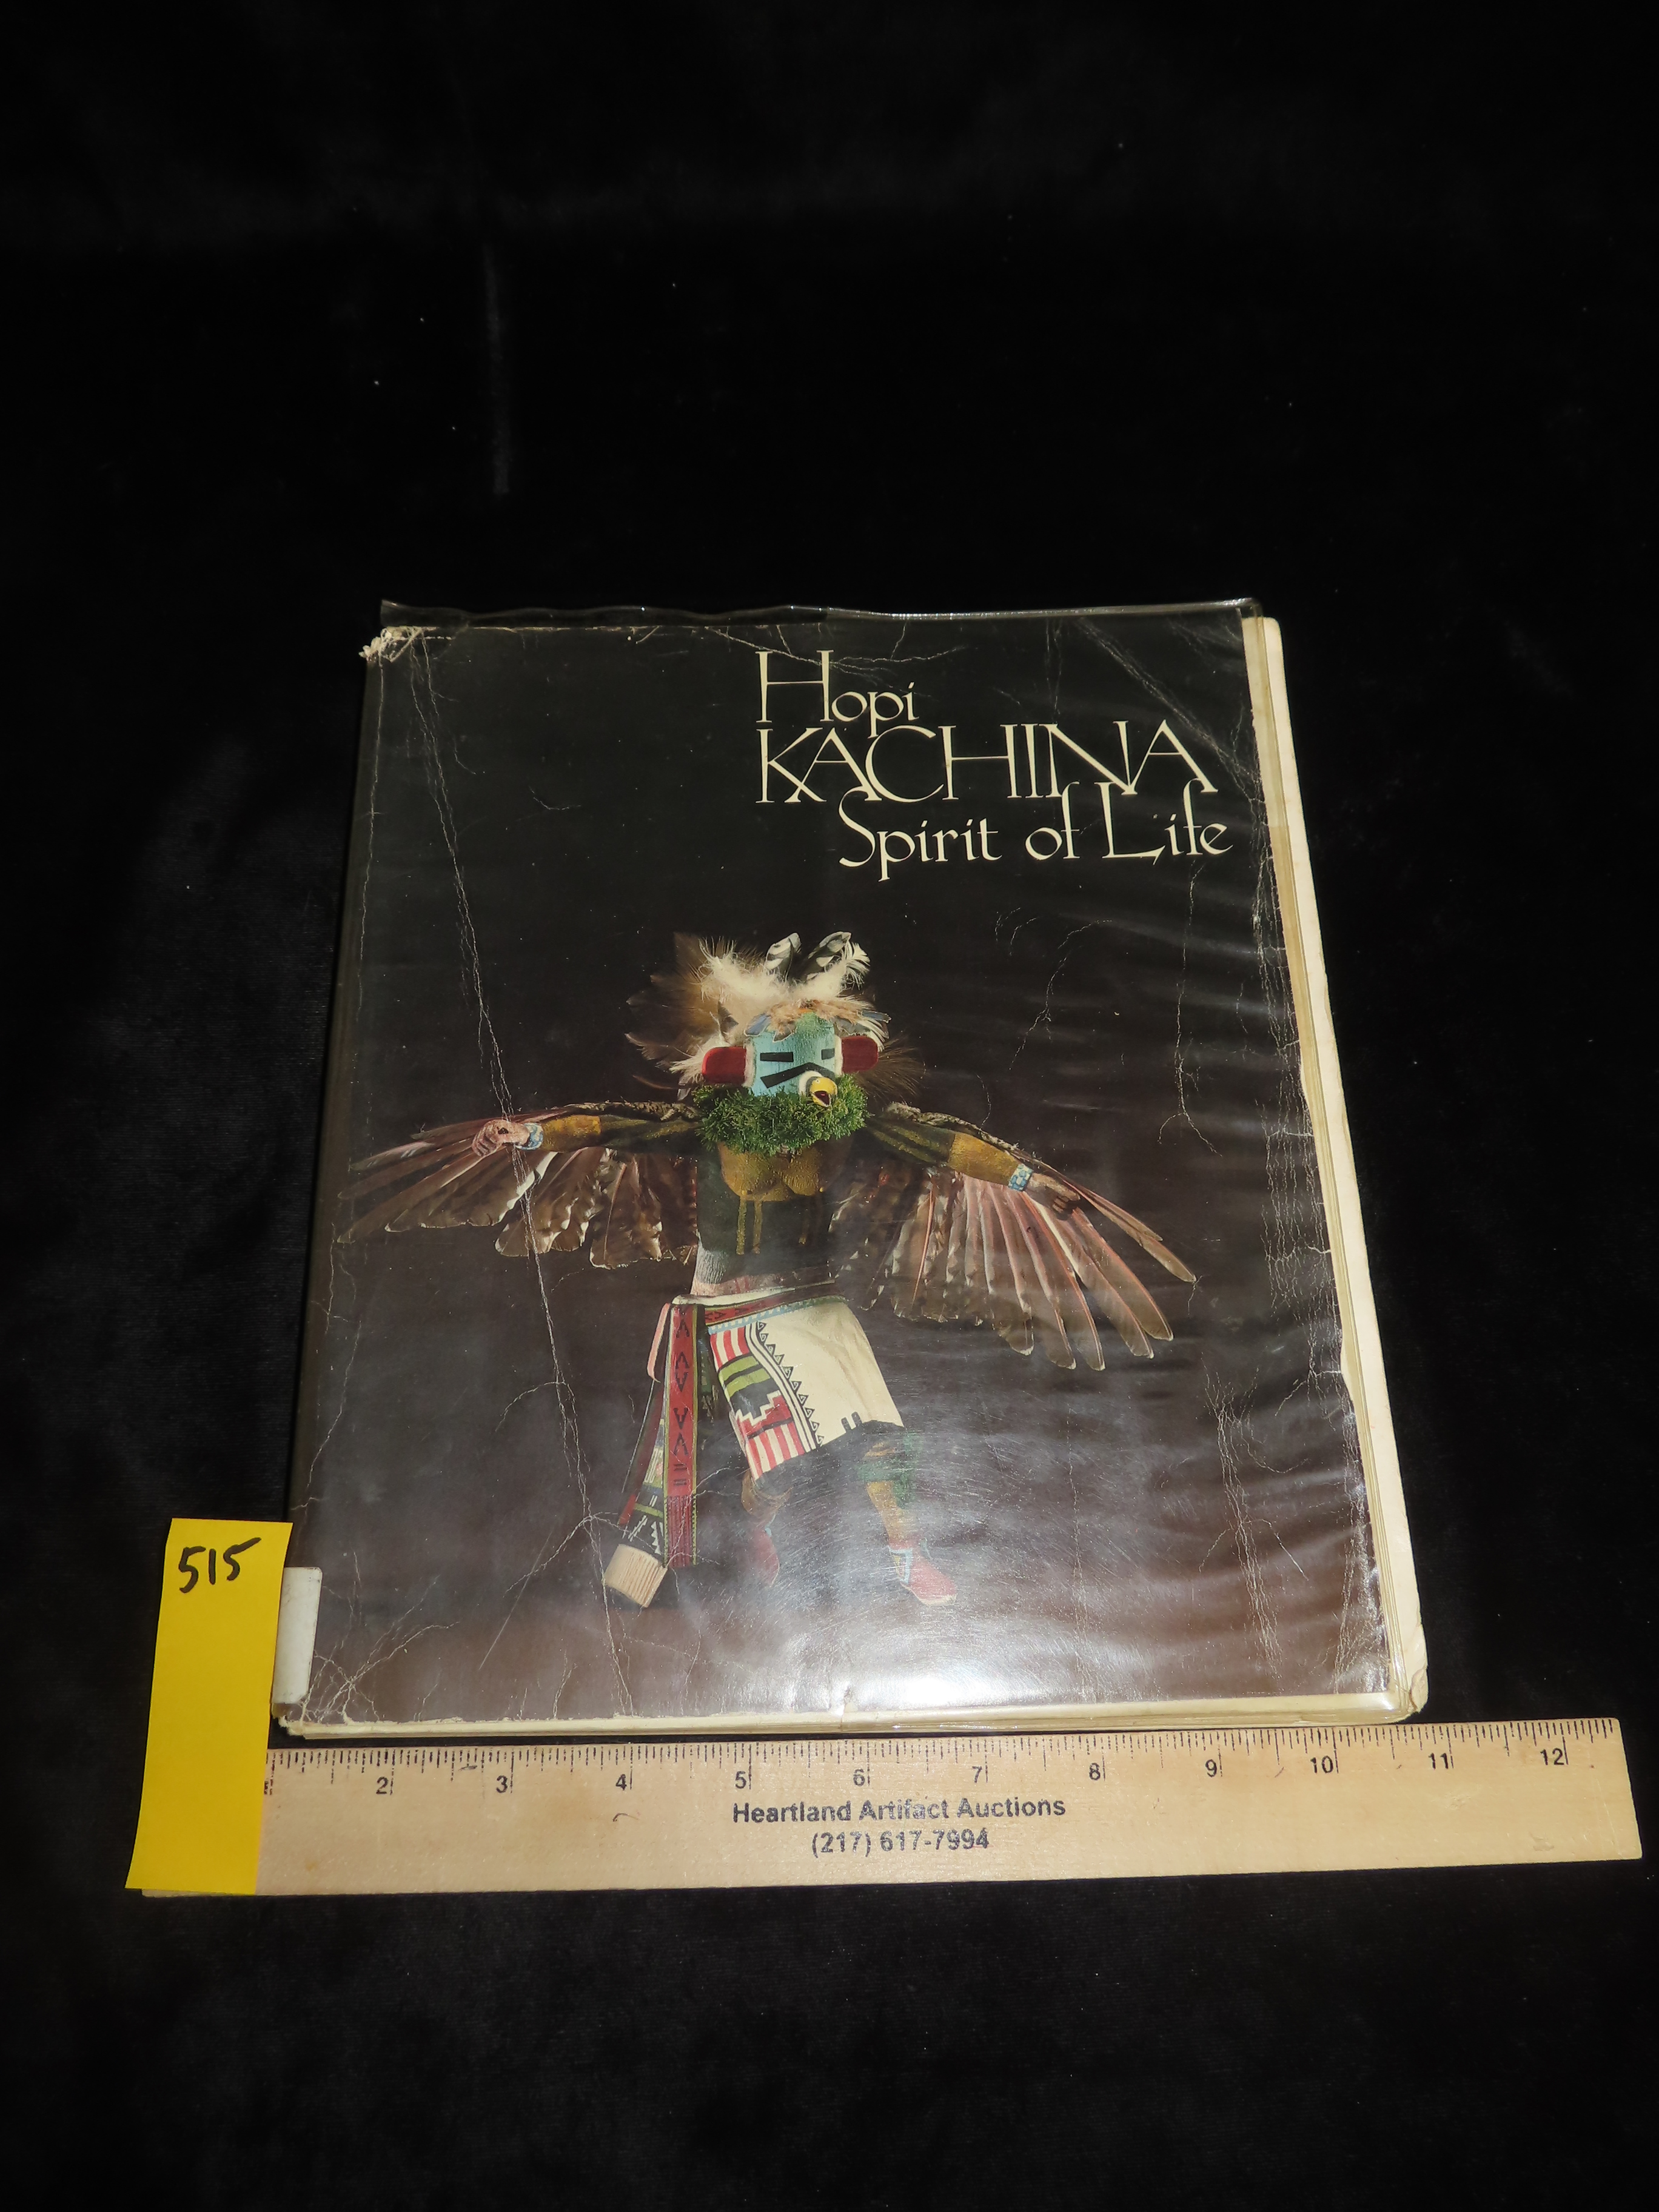 Hopi
KACHINA
Spirit of Life
515
2 3 4 5 6 7 8 9 10 11 12
Heartland Artifact Auctions
(217) 617-7994